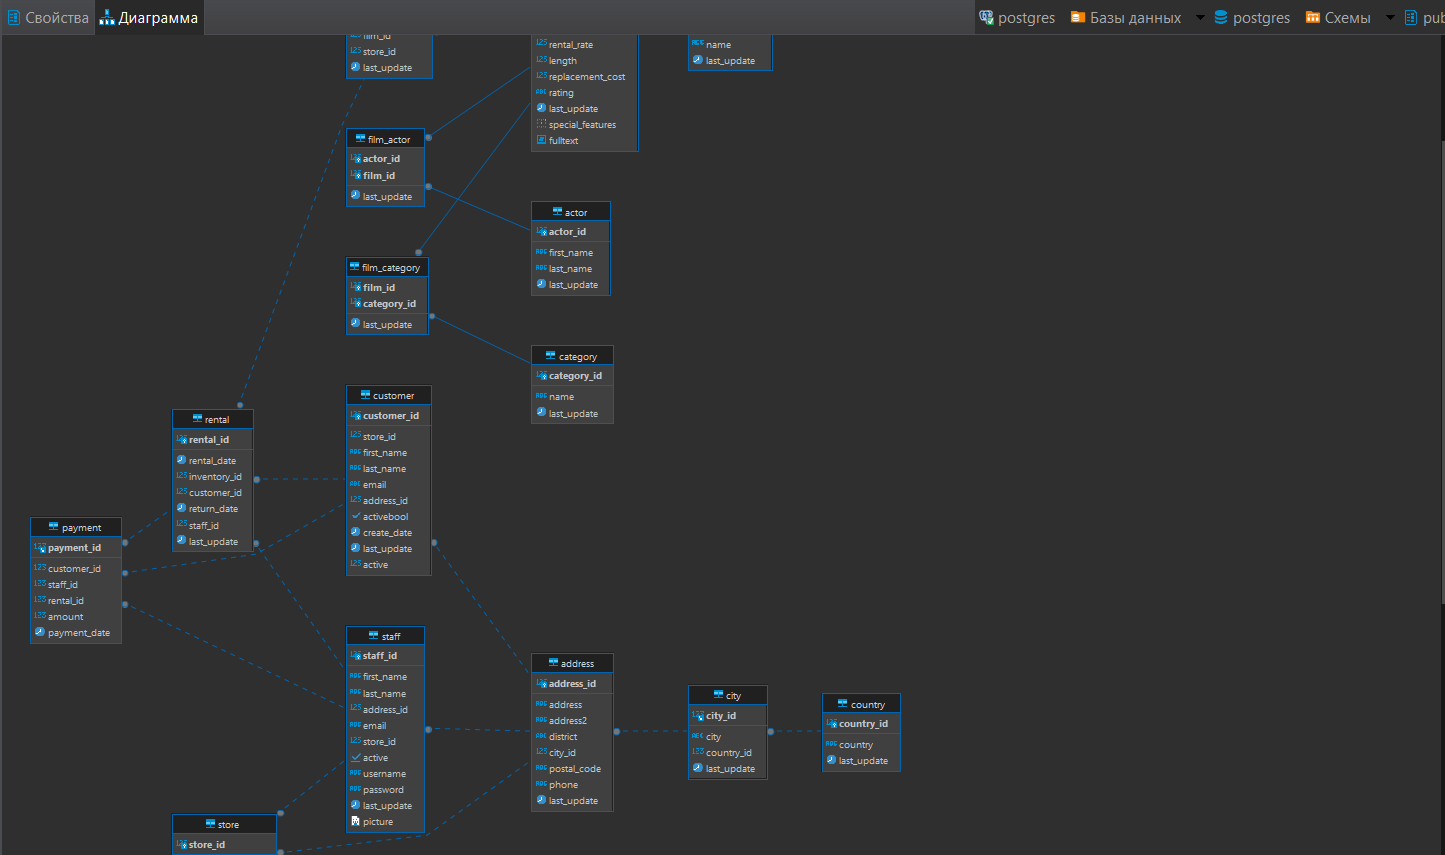 Свойства
Диаграмма
postgres
Базы данных
postgres
Схемы
pub
film_id
store_id
last_update
rental_rate
length
replacement_cost
rating
last_update
special_features
fulltext
name
last_update
film_actor
actor_id
film_id
last_update
actor
actor_id
first_name
last_name
last_update
film_category
film_id
category_id
last_update
category
category_id
name
last_update
rental
rental_id
rental_date
inventory_id
customer_id
return_date
staff_id
last_update
customer
customer_id
store_id
first_name
last_name
email
address_id
activebool
create_date
last_update
active
payment
payment_id
customer_id
staff_id
rental_id
amount
payment_date
staff
staff_id
first_name
last_name
address_id
email
store_id
active
username
password
last_update
picture
address
address_id
address
address2
district
city_id
postal_code
phone
last_update
city
city_id
city
country_id
last_update
country
country_id
country
last_update
store
store_id